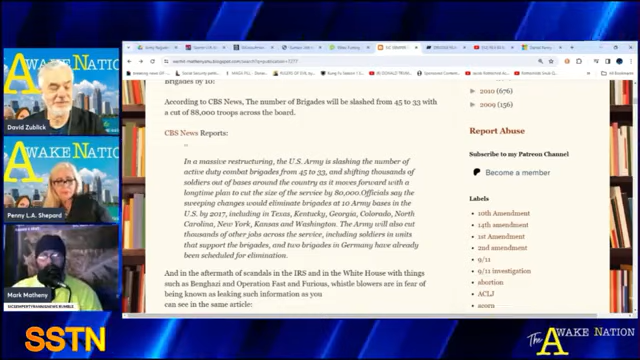 AWAKE NATION
David Zublick
AWAKE NATION
Penny L.A. Shepard
Mark Matheny
SSTN
Brigades by 10:
According to CBS News, The number of Brigades will be slashed from 45 to 33 with
a cut of 88,000 troops across the board.
CBS News Reports:
In a massive restructuring, the U.S. Army is slashing the number of
active duty combat brigades from 45 to 33, and shifting thousands of
soldiers out of bases around the country as it moves forward with a
longtime plan to cut the size of the service by 80,000.Officials say the
sweeping changes would eliminate brigades at 10 Army bases in the
U.S. by 2017, including in Texas, Kentucky, Georgia, Colorado, North
Carolina, New York, Kansas and Washington. The Army will also cut
thousands of other jobs across the service, including soldiers in units
that support the brigades, and two brigades in Germany have already
been scheduled for elimination.
And in the aftermath of scandals in the IRS and in the White House with things
such as Benghazi and Operation Fast and Furious, whistle blowers are in fear of
being known as leaking such information as you
can see in the same article:
► 2010 (676)
► 2009 (156)
Report Abuse
Subscribe to my Patreon Channel
Become a member
Labels
10th Amendment
14th amendment
1st Amendment
2nd amendment
9/11
9/11 investigation
abortion
ACLJ
acorn
The AWAKE NATION